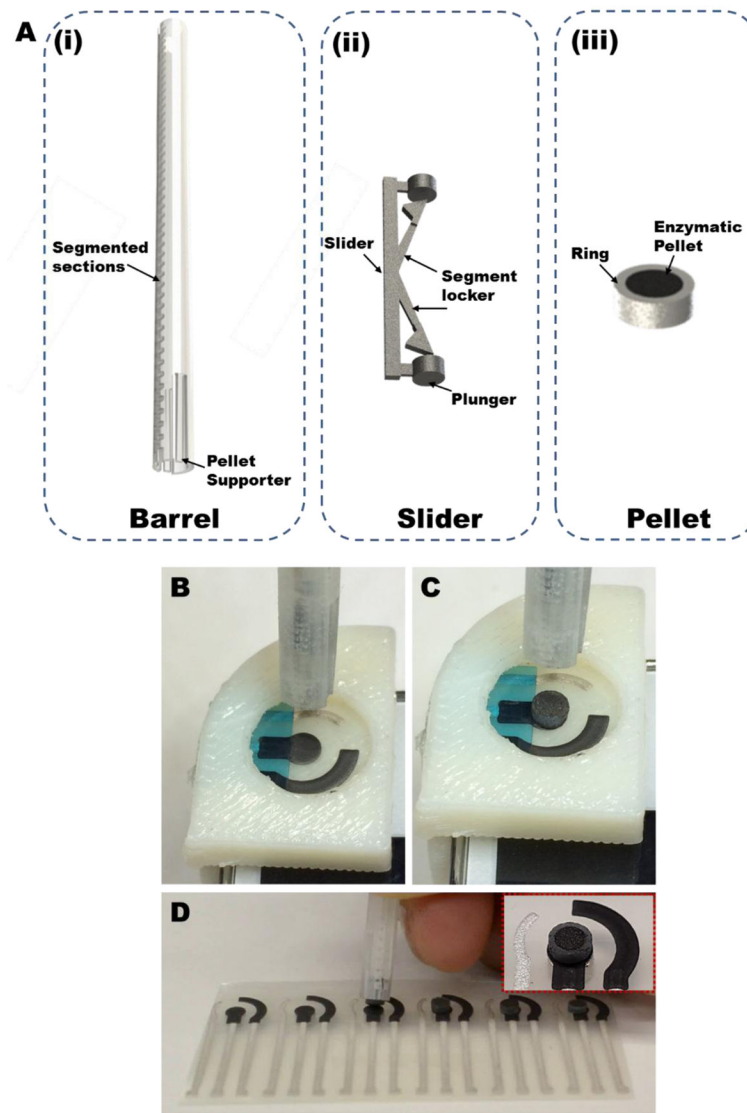 A
(i)
Segmented
sections
Pellet
Supporter
Barrel
(ii)
Slider
Segment
locker
Plunger
Slider
(iii)
Enzymatic
Pellet
Ring
Pellet
B
C
D